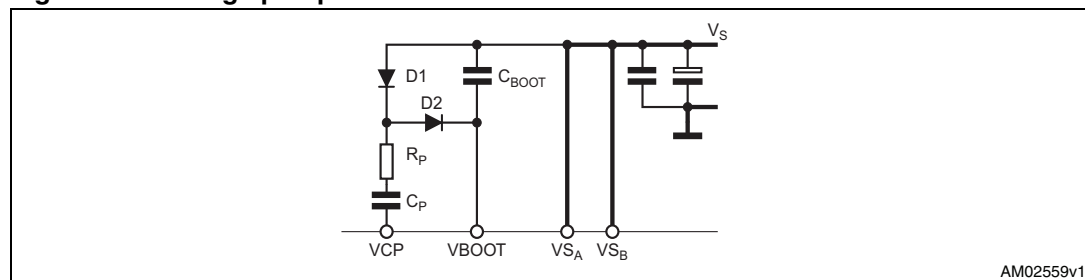 V_S
D1
C_BOOT
D2
R_P
C_P
VCP VBOOT VS_A VS_B
AM02559v1